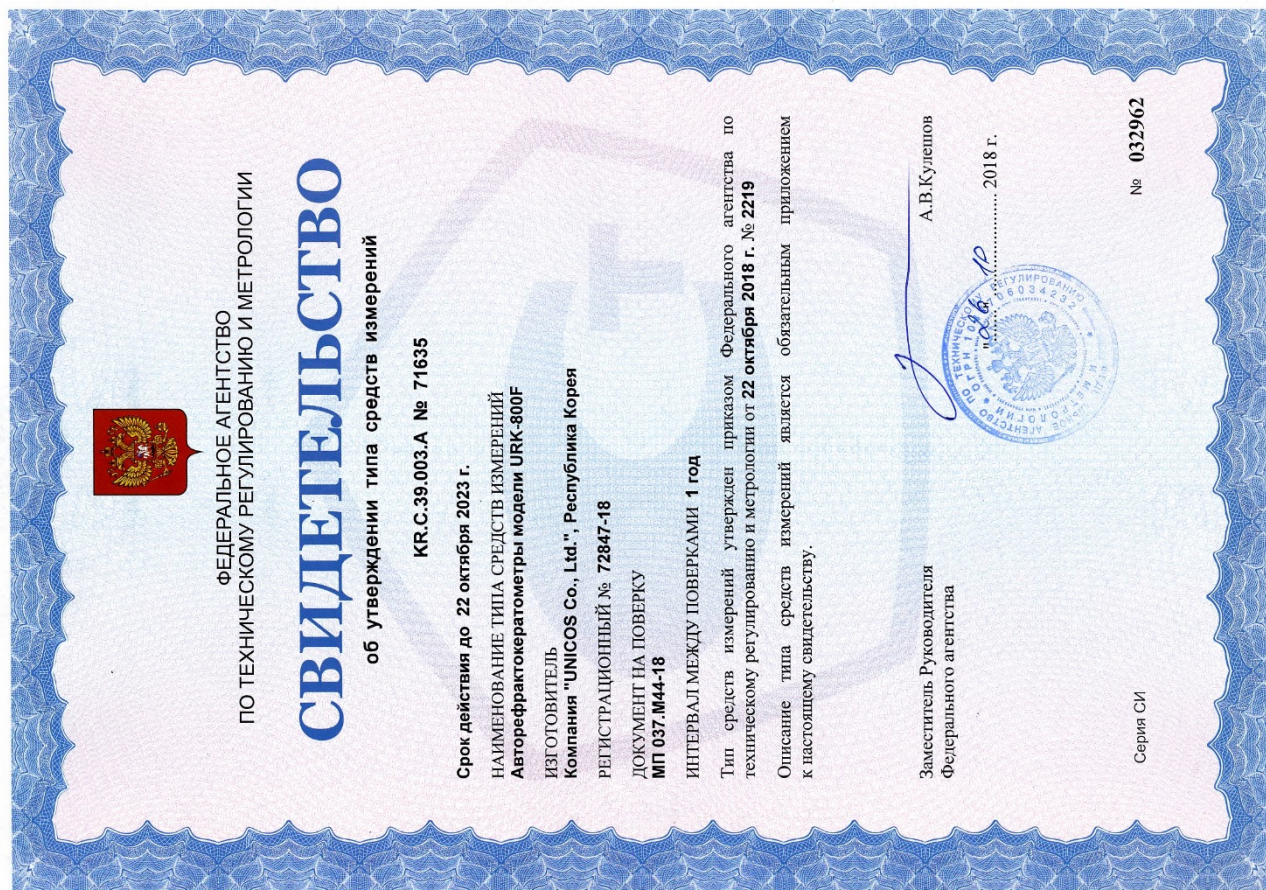 ФЕДЕРАЛЬНОЕ АГЕНТСТВО
ПО ТЕХНИЧЕСКОМУ РЕГУЛИРОВАНИЮ И МЕТРОЛОГИИ
СВИДЕТЕЛЬСТВО
об утверждении типа средств измерений
KR.C.39.003.A № 71635
Срок действия до 22 октября 2023 г.
НАИМЕНОВАНИЕ ТИПА СРЕДСТВ ИЗМЕРЕНИЙ
Авторефрактокератометры модели URK-800F
ИЗГОТОВИТЕЛЬ
Компания "UNICOS Co., Ltd.", Республика Корея
РЕГИСТРАЦИОННЫЙ № 72847-18
ДОКУМЕНТ НА ПОВЕРКУ
МП 037.М44-18
ИНТЕРВАЛ МЕЖДУ ПОВЕРКАМИ 1 год
Тип средств измерений утвержден приказом Федерального агентства по
техническому регулированию и метрологии от 22 октября 2018 г. № 2219
Описание типа средств измерений является обязательным приложением
к настоящему свидетельству.
Заместитель Руководителя
Федерального агентства
А.В.Кулешов
2018 г.
Серия СИ
№ 032962